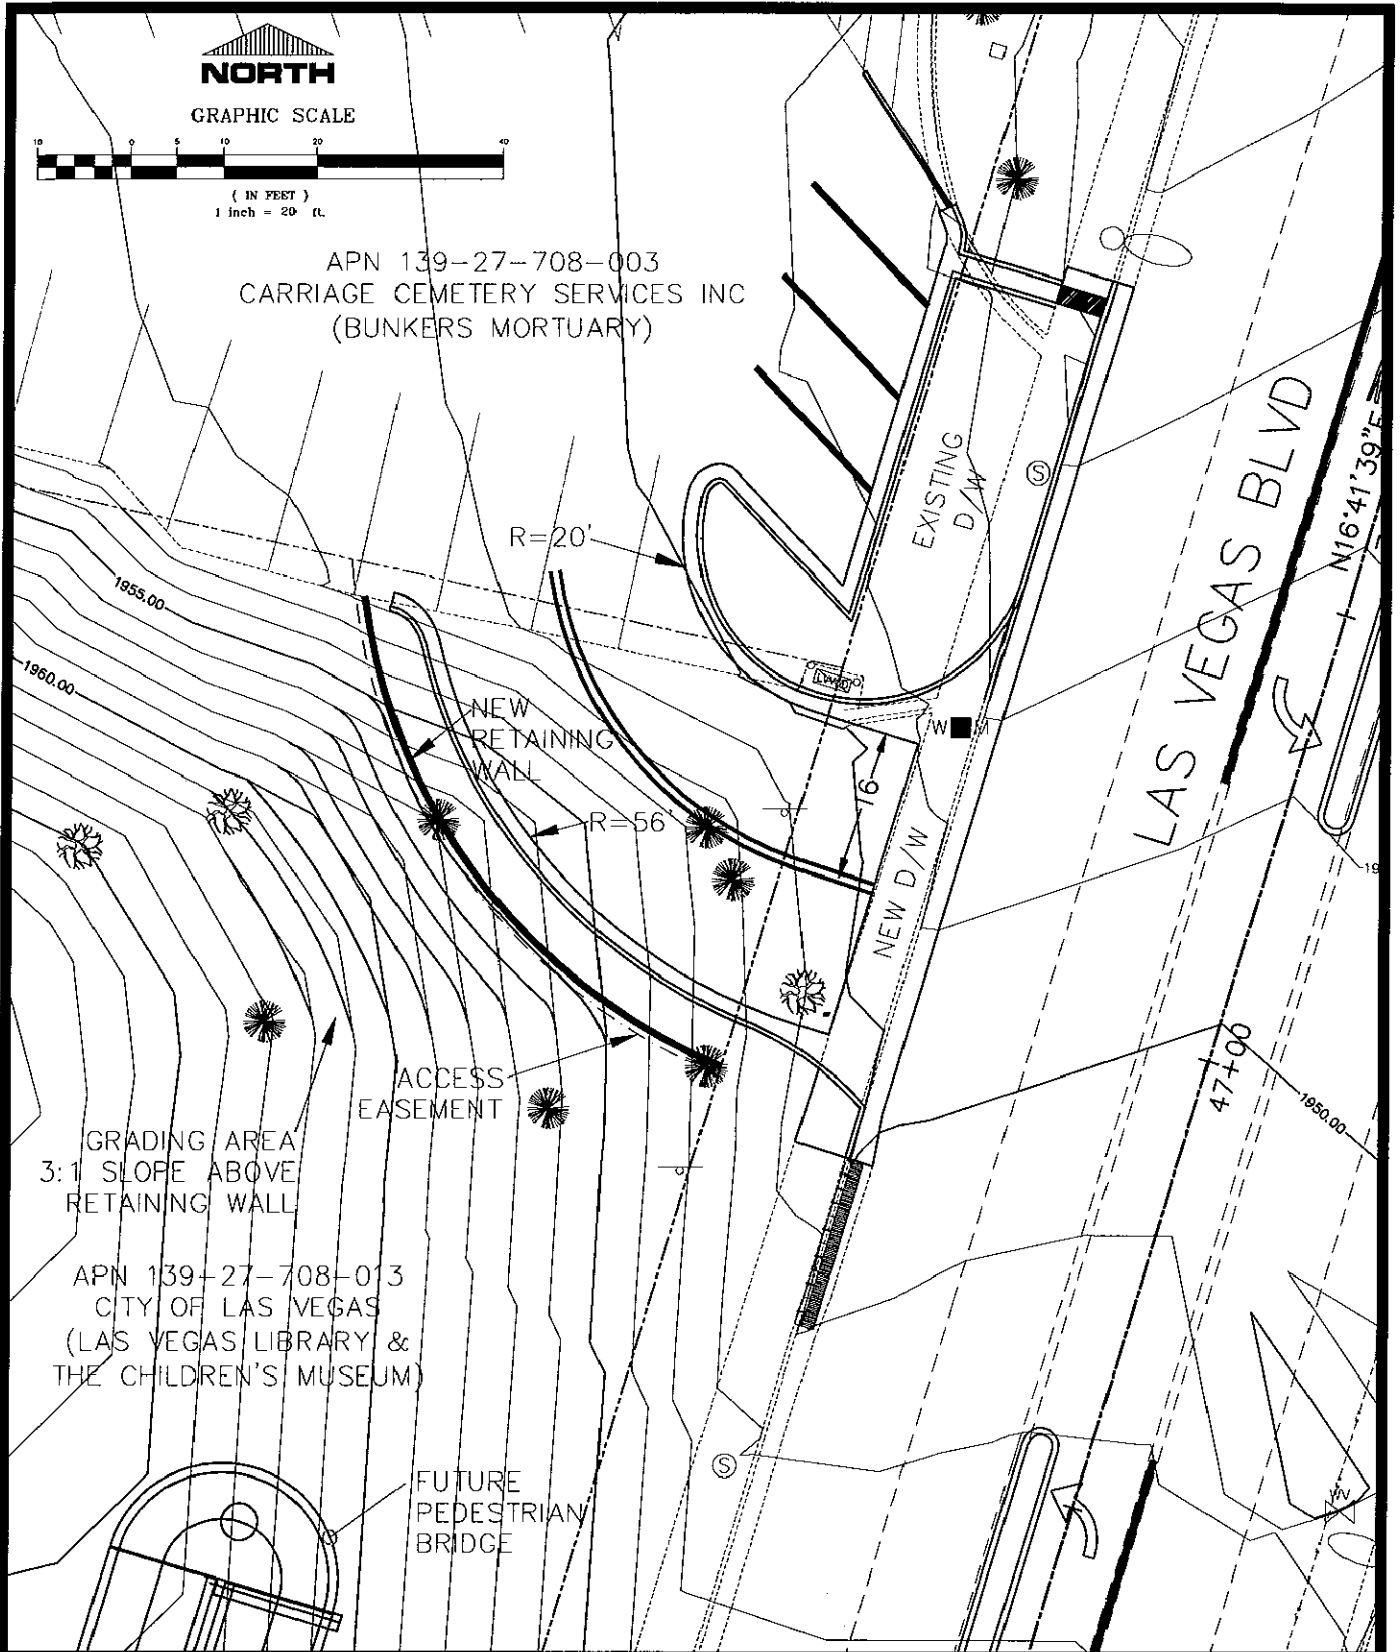 NORTH
GRAPHIC SCALE
10 0 5 10 20 40
( IN FEET )
1 inch = 20 ft.
APN 139-27-708-003
CARRIAGE CEMETERY SERVICES INC
(BUNKERS MORTUARY)
EXISTING
D/W
S
LAS VEGAS BLVD
N16°41'39"E
R=20'
1955.00
1960.00
NEW
RETAINING
WALL
W M
16'
R=56'
NEW D/W
19
ACCESS
EASEMENT
47+00
1950.00
GRADING AREA
3:1 SLOPE ABOVE
RETAINING WALL
APN 139-27-708-013
CITY OF LAS VEGAS
(LAS VEGAS LIBRARY &
THE CHILDREN'S MUSEUM)
S
FUTURE
PEDESTRIAN
BRIDGE